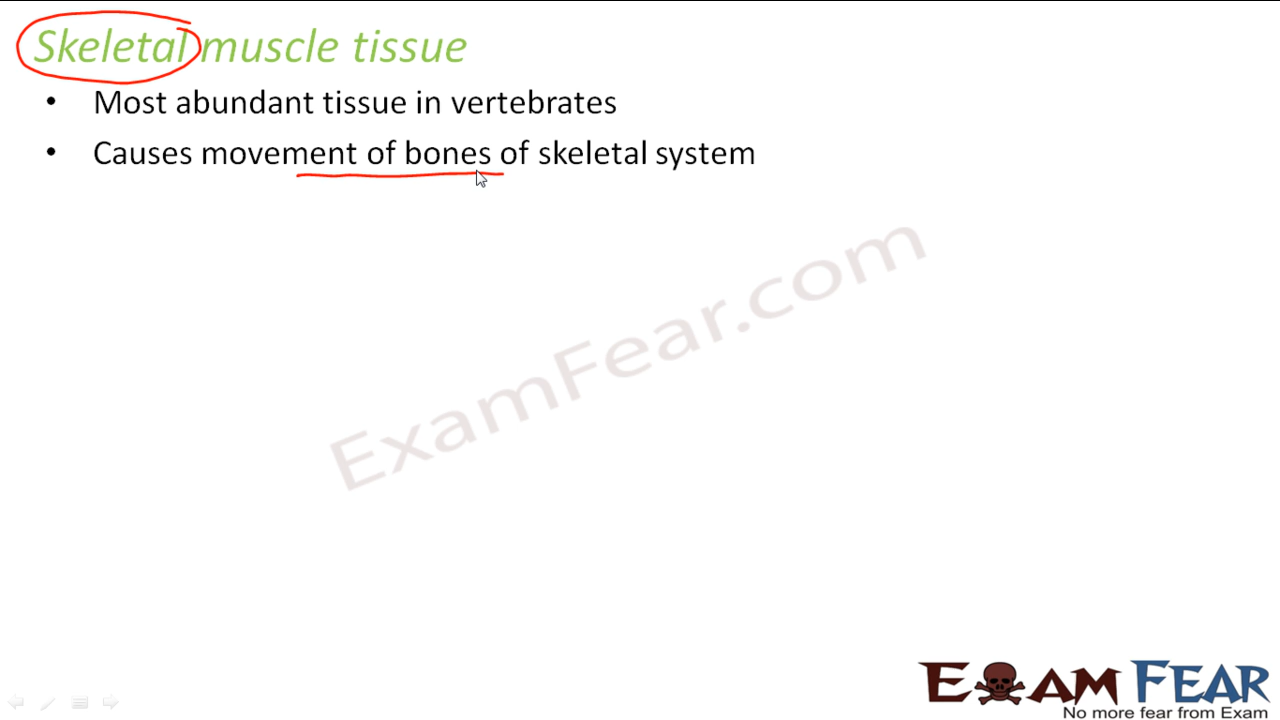 Skeletal muscle tissue
• Most abundant tissue in vertebrates
• Causes movement of bones of skeletal system
ExamFear.com
EXAM FEAR
No more fear from Exam